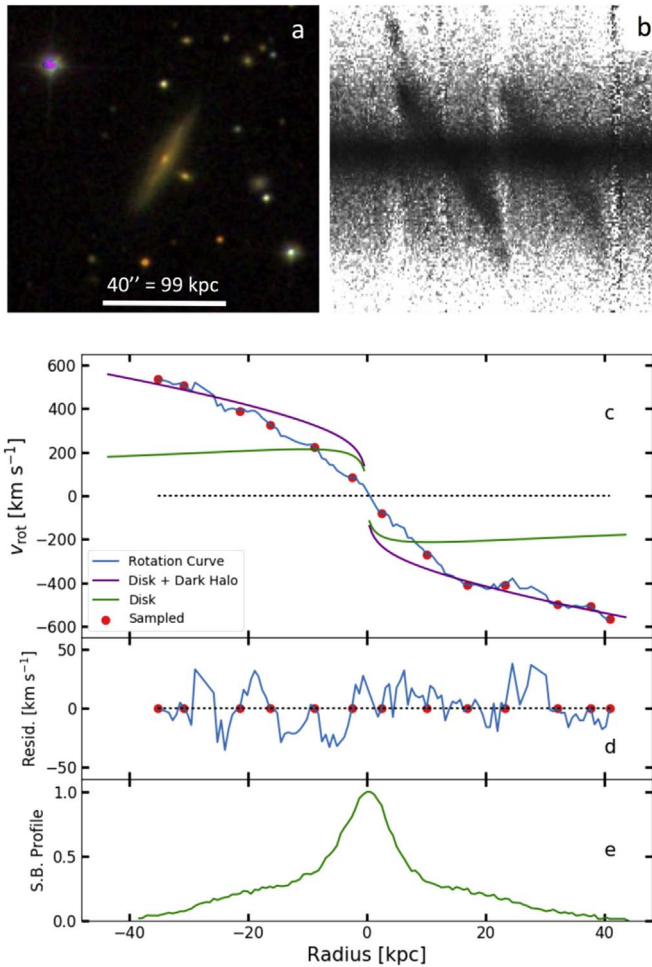 a
b
40’’ = 99 kpc
c
600
400
200
0
−200
−400
−600
v_rot [km s⁻¹]
Rotation Curve
Disk + Dark Halo
Disk
Sampled
50
0
−50
Resid. [km s⁻¹]
d
1.0
0.5
0.0
S.B. Profile
e
−40 −20 0 20 40
Radius [kpc]